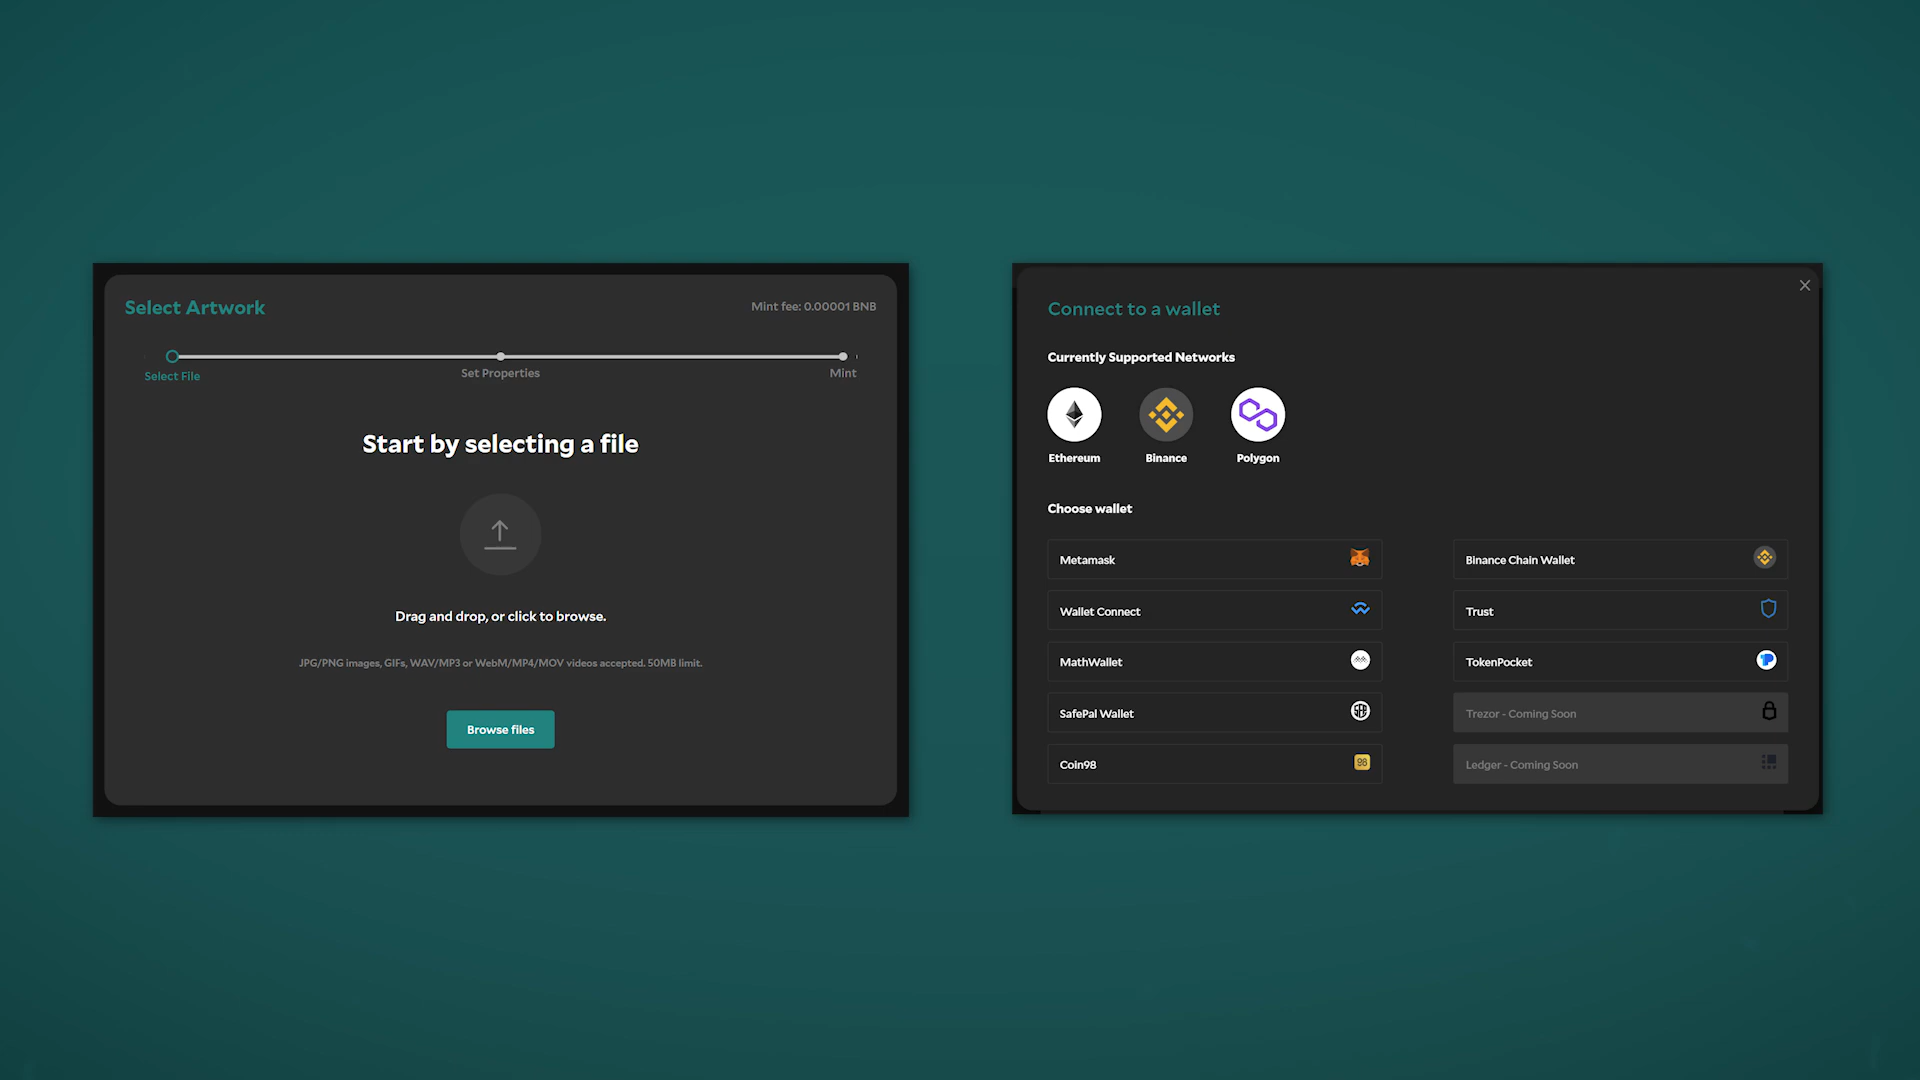 Select Artwork
Mint fee: 0.00001 BNB
Select File
Set Properties
Mint
Start by selecting a file
Drag and drop, or click to browse.
JPG/PNG images, GIFs, WAV/MP3 or WebM/MP4/MOV videos accepted. 50MB limit.
Browse files
Connect to a wallet
Currently Supported Networks
Ethereum
Binance
Polygon
Choose wallet
Metamask
Binance Chain Wallet
Wallet Connect
Trust
MathWallet
TokenPocket
SafePal Wallet
Trezor - Coming Soon
Coin98
98
Ledger - Coming Soon